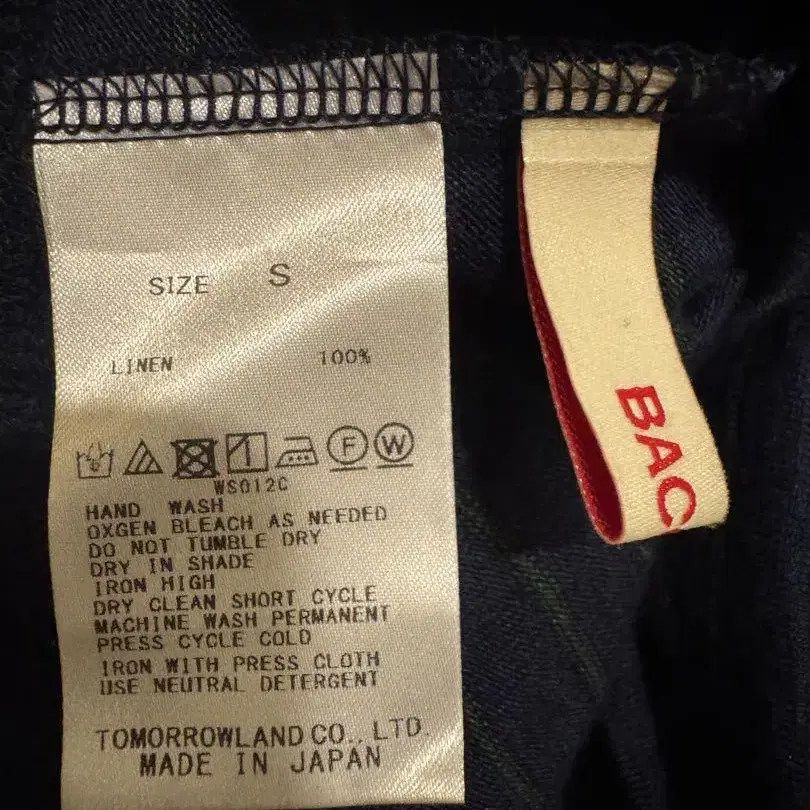 SIZE S
LINEN 100%
F W
WS012C
HAND WASH
OXGEN BLEACH AS NEEDED
DO NOT TUMBLE DRY
DRY IN SHADE
IRON HIGH
DRY CLEAN SHORT CYCLE
MACHINE WASH PERMANENT
PRESS CYCLE COLD
IRON WITH PRESS CLOTH
USE NEUTRAL DETERGENT
TOMORROWLAND CO., LTD.
MADE IN JAPAN
BAC